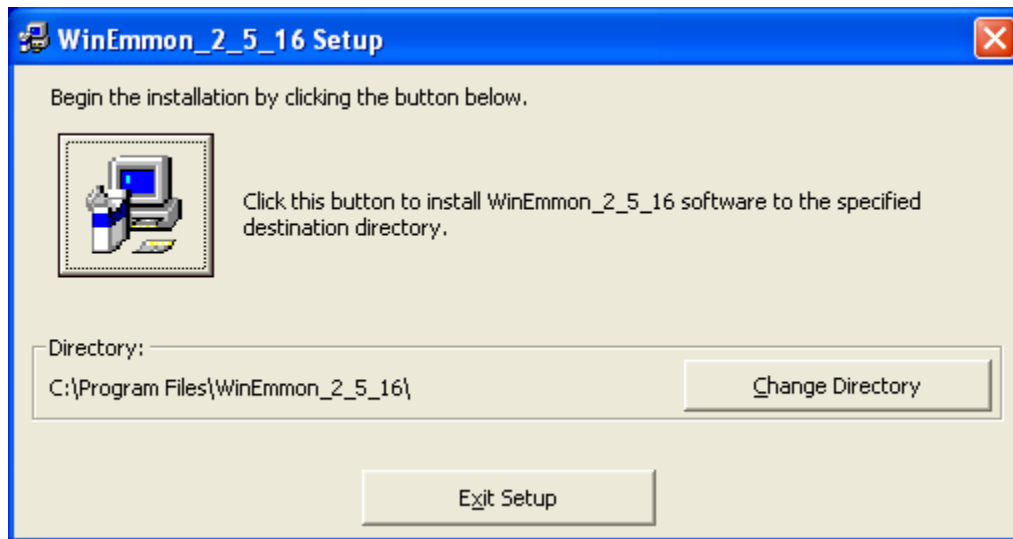 WinEmmon_2_5_16 Setup
Begin the installation by clicking the button below.
Click this button to install WinEmmon_2_5_16 software to the specified
destination directory.
Directory:
C:\Program Files\WinEmmon_2_5_16\
Change Directory
Exit Setup